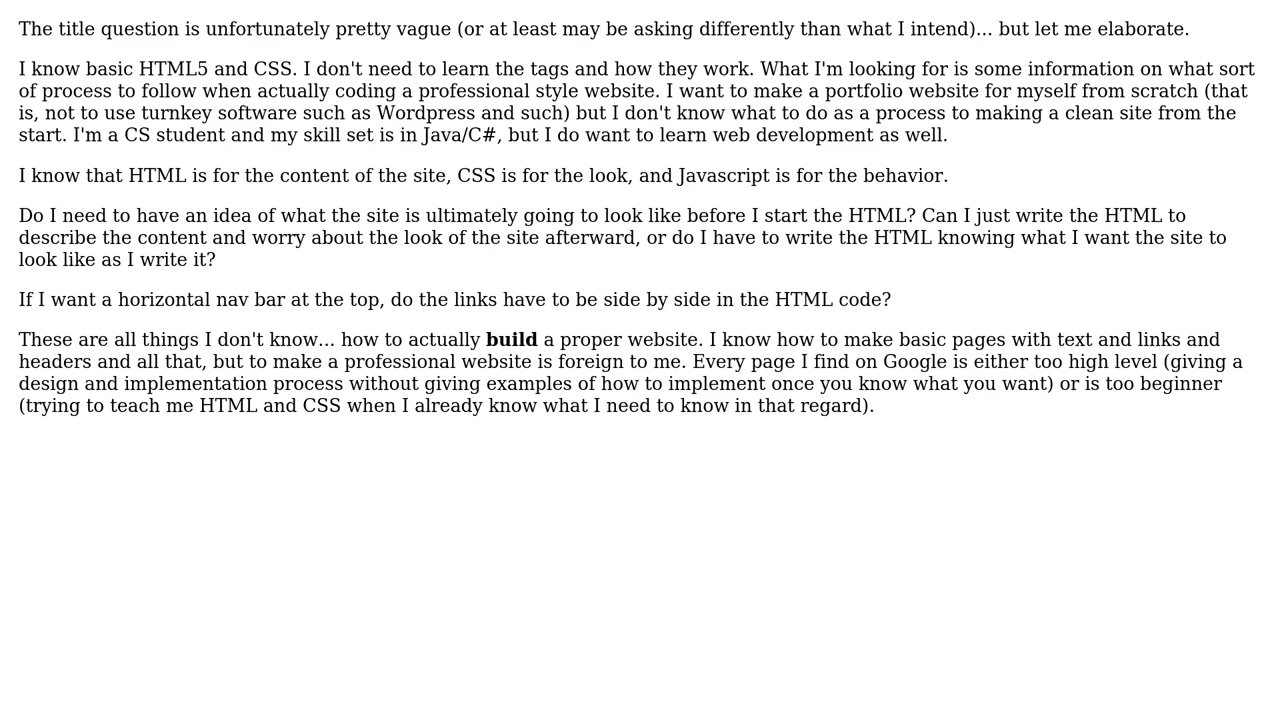 The title question is unfortunately pretty vague (or at least may be asking differently than what I intend)... but let me elaborate.
I know basic HTML5 and CSS. I don't need to learn the tags and how they work. What I'm looking for is some information on what sort
of process to follow when actually coding a professional style website. I want to make a portfolio website for myself from scratch (that
is, not to use turnkey software such as Wordpress and such) but I don't know what to do as a process to making a clean site from the
start. I'm a CS student and my skill set is in Java/C#, but I do want to learn web development as well.
I know that HTML is for the content of the site, CSS is for the look, and Javascript is for the behavior.
Do I need to have an idea of what the site is ultimately going to look like before I start the HTML? Can I just write the HTML to
describe the content and worry about the look of the site afterward, or do I have to write the HTML knowing what I want the site to
look like as I write it?
If I want a horizontal nav bar at the top, do the links have to be side by side in the HTML code?
These are all things I don't know... how to actually build a proper website. I know how to make basic pages with text and links and
headers and all that, but to make a professional website is foreign to me. Every page I find on Google is either too high level (giving a
design and implementation process without giving examples of how to implement once you know what you want) or is too beginner
(trying to teach me HTML and CSS when I already know what I need to know in that regard).